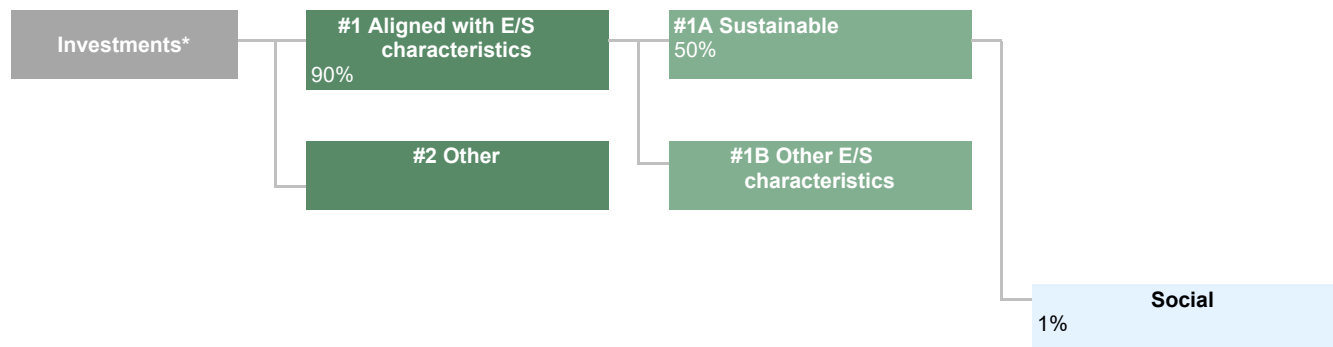 Investments*
#1 Aligned with E/S
characteristics
90%
#1A Sustainable
50%
#2 Other
#1B Other E/S
characteristics
Social
1%